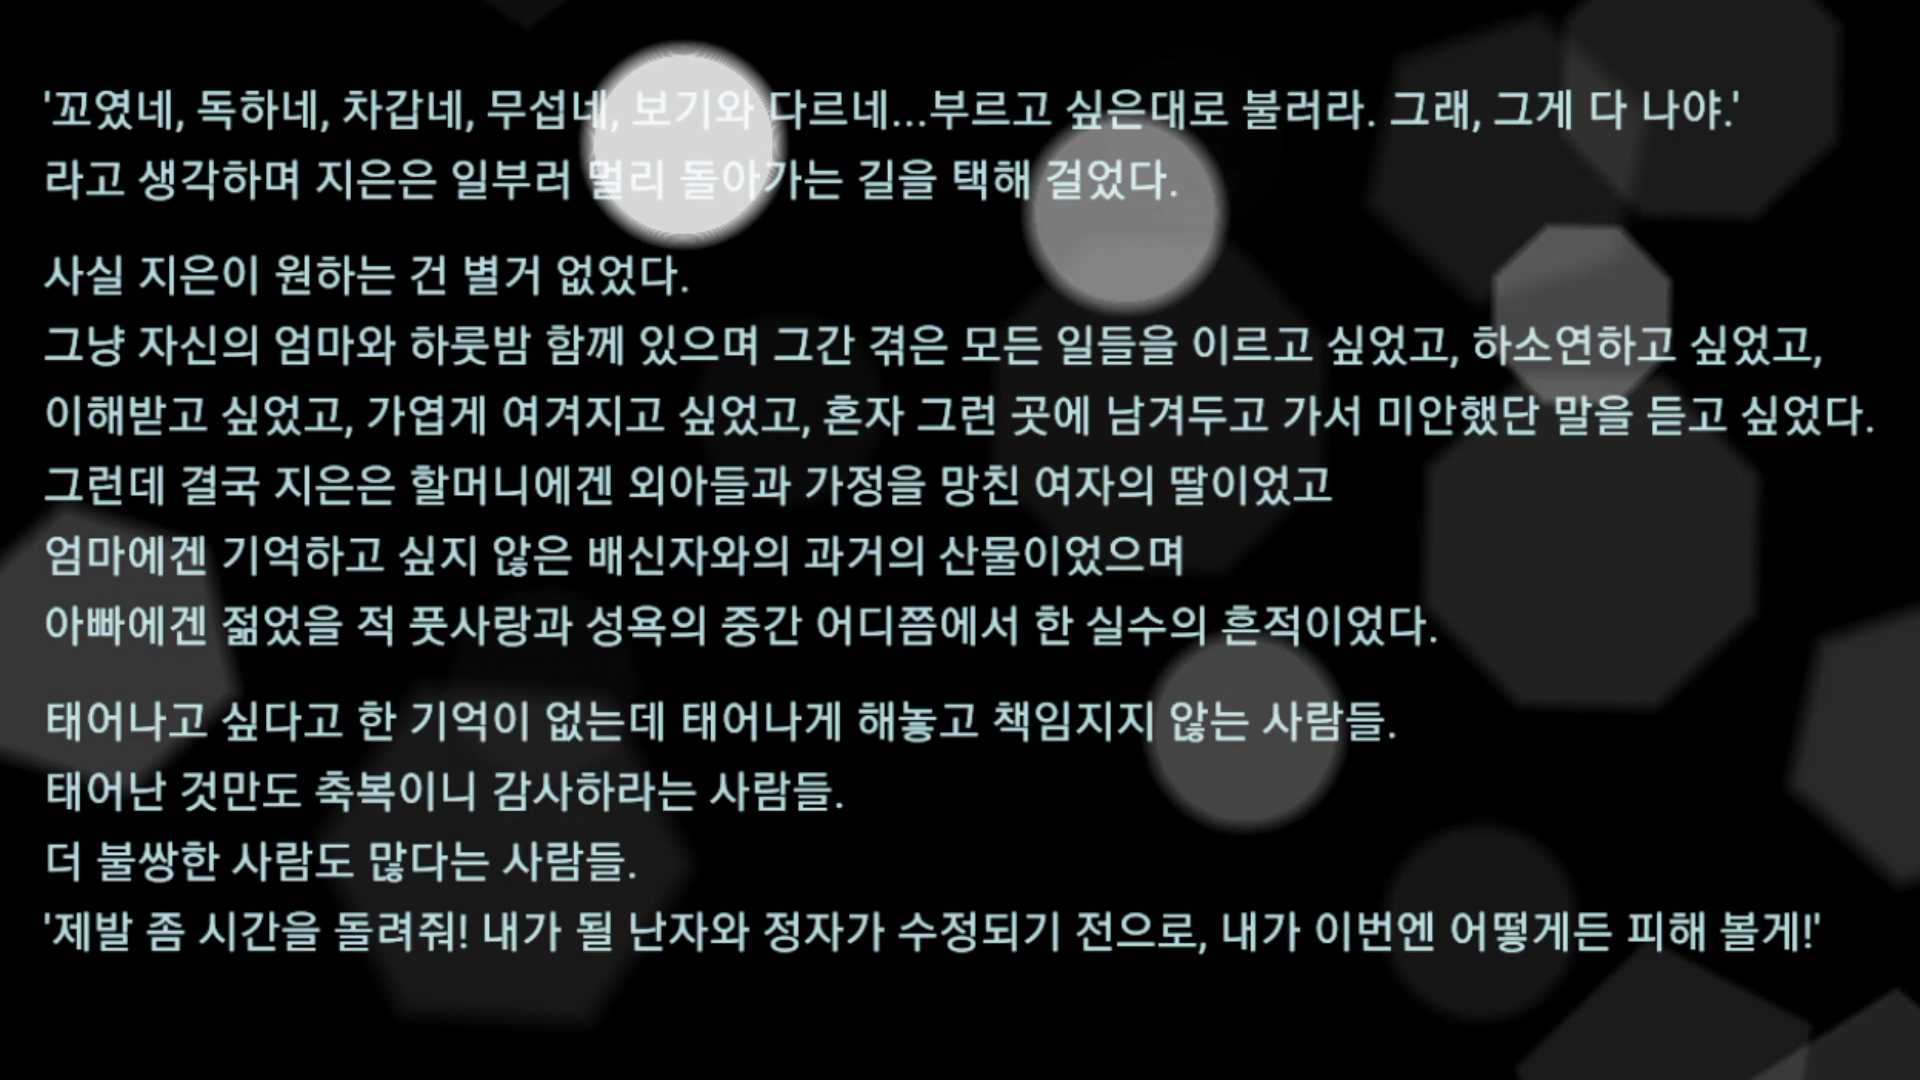 '꼬였네, 독하네, 차갑네, 무섭네, 보기와 다르네...부르고 싶은대로 불러라. 그래, 그게 다 나야.'
라고 생각하며 지은은 일부러 멀리 돌아가는 길을 택해 걸었다.
사실 지은이 원하는 건 별거 없었다.
그냥 자신의 엄마와 하룻밤 함께 있으며 그간 겪은 모든 일들을 이르고 싶었고, 하소연하고 싶었고,
이해받고 싶었고, 가엽게 여겨지고 싶었고, 혼자 그런 곳에 남겨두고 가서 미안했단 말을 듣고 싶었다.
그런데 결국 지은은 할머니에겐 외아들과 가정을 망친 여자의 딸이었고
엄마에겐 기억하고 싶지 않은 배신자와의 과거의 산물이었으며
아빠에겐 젊었을 적 풋사랑과 성욕의 중간 어디쯤에서 한 실수의 흔적이었다.
태어나고 싶다고 한 기억이 없는데 태어나게 해놓고 책임지지 않는 사람들.
태어난 것만도 축복이니 감사하라는 사람들.
더 불쌍한 사람도 많다는 사람들.
'제발 좀 시간을 돌려줘! 내가 될 난자와 정자가 수정되기 전으로, 내가 이번엔 어떻게든 피해 볼게!'